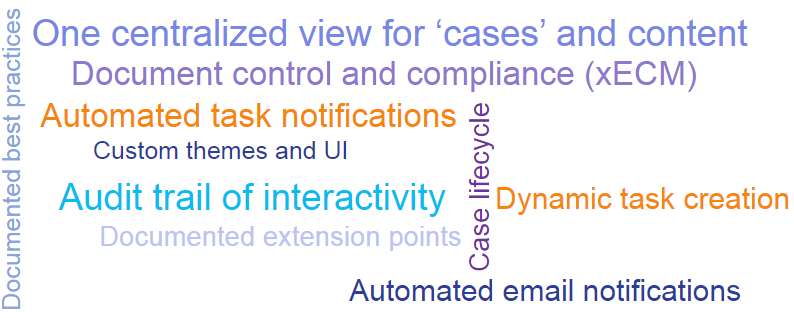 Documented best practices
One centralized view for ‘cases’ and content
Document control and compliance (xECM)
Automated task notifications
Custom themes and UI
Case lifecycle
Audit trail of interactivity
Dynamic task creation
Documented extension points
Automated email notifications